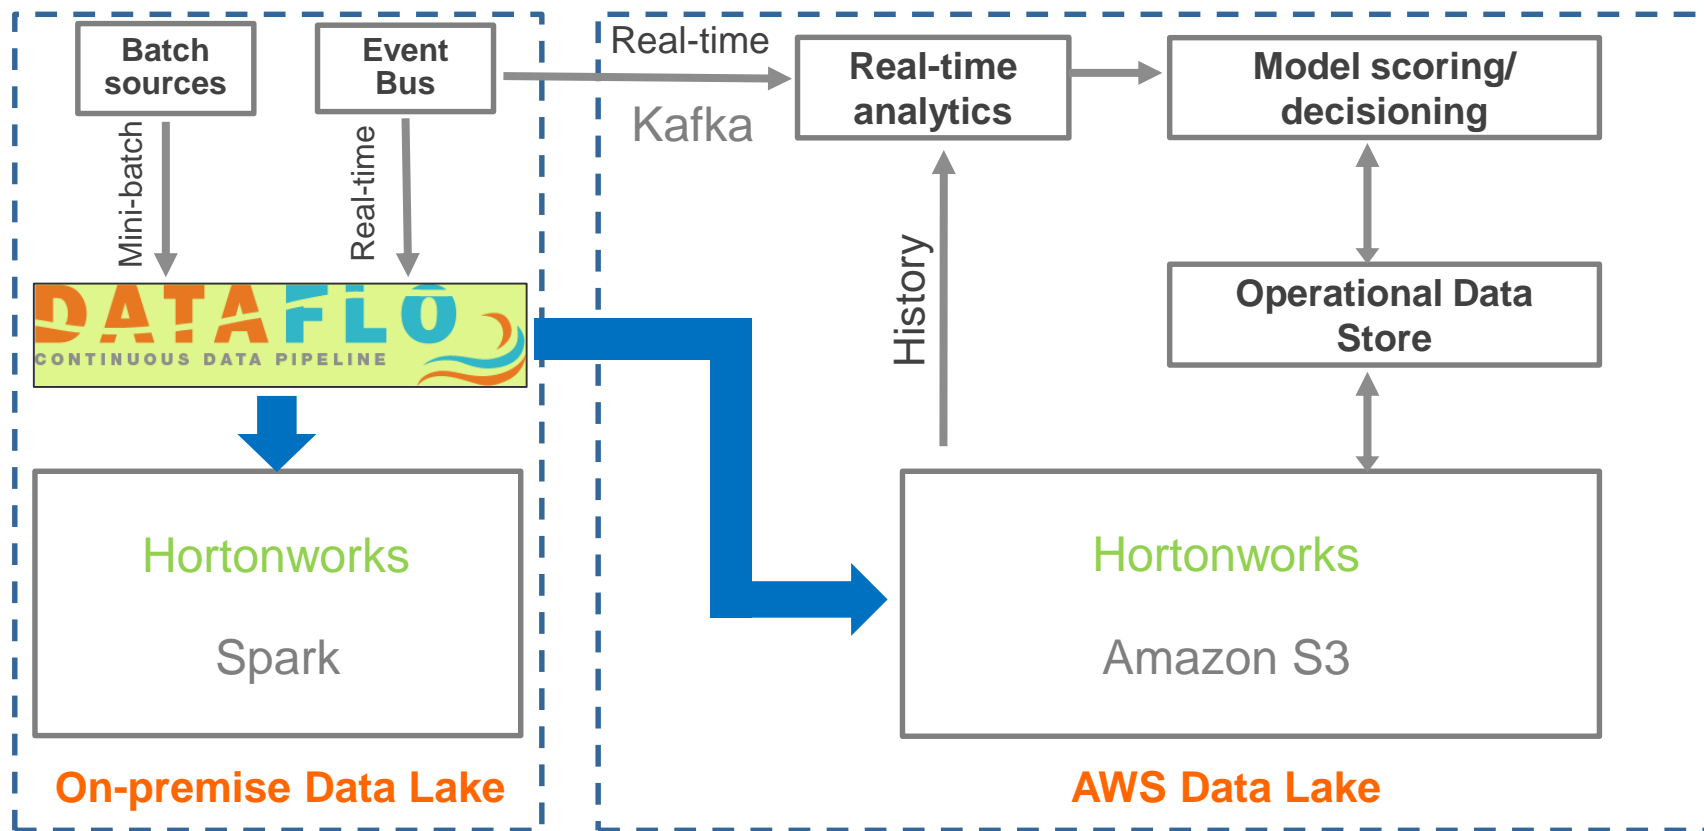 Batch
sources
Event
Bus
Mini-batch
Real-time
DATAFLO
CONTINUOUS DATA PIPELINE
Hortonworks
Spark
On-premise Data Lake
Real-time
Kafka
Real-time
analytics
Model scoring/
decisioning
History
Operational Data
Store
Hortonworks
Amazon S3
AWS Data Lake